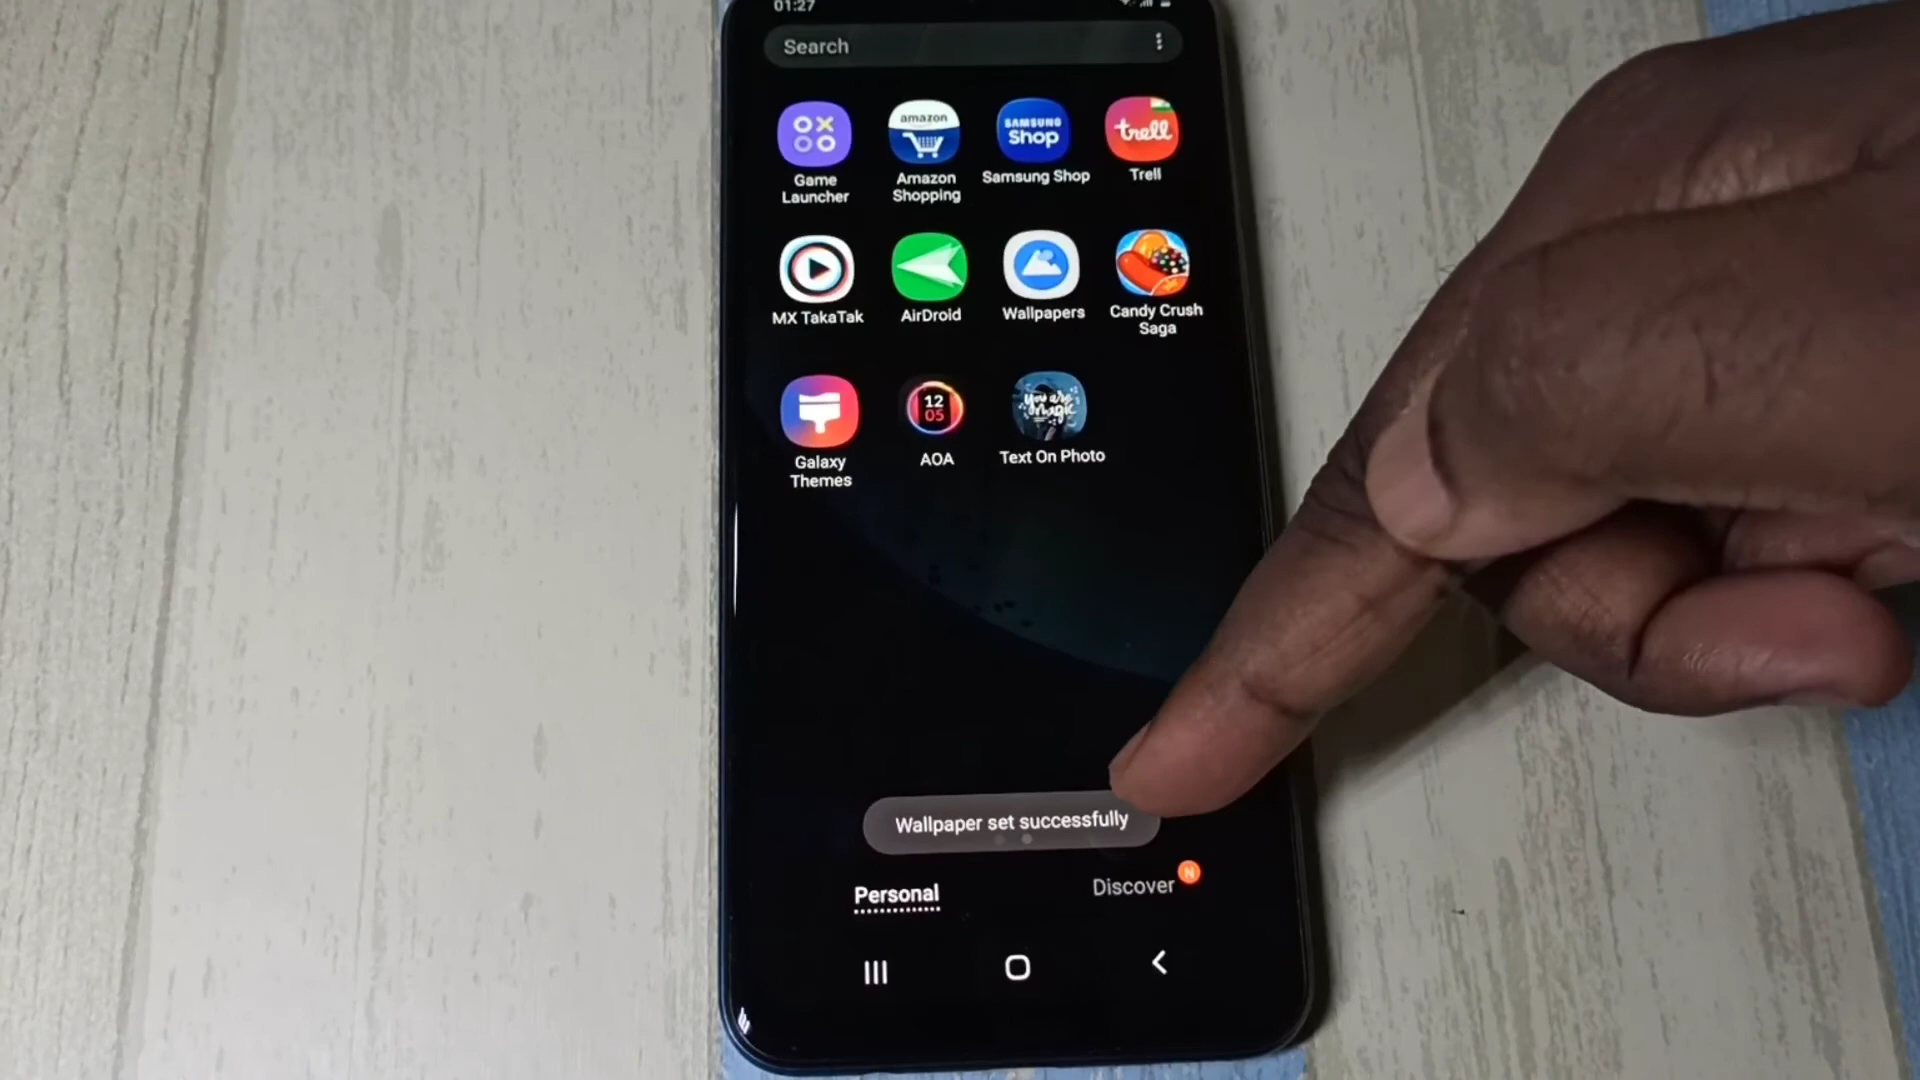 01:27
Search
amazon
SAMSUNG
Shop
trell
Game
Launcher
Amazon
Shopping
Samsung Shop
Trell
MX TakaTak
AirDroid
Wallpapers
Candy Crush
Saga
12
05
you are
magic
Galaxy
Themes
AOA
Text On Photo
Wallpaper set successfully
Personal
Discover
N